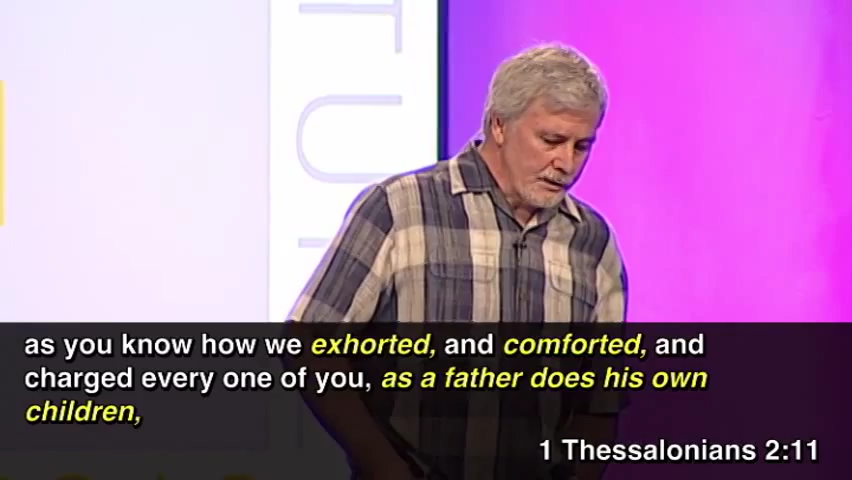 TU
as you know how we exhorted, and comforted, and
charged every one of you, as a father does his own
children,
1 Thessalonians 2:11